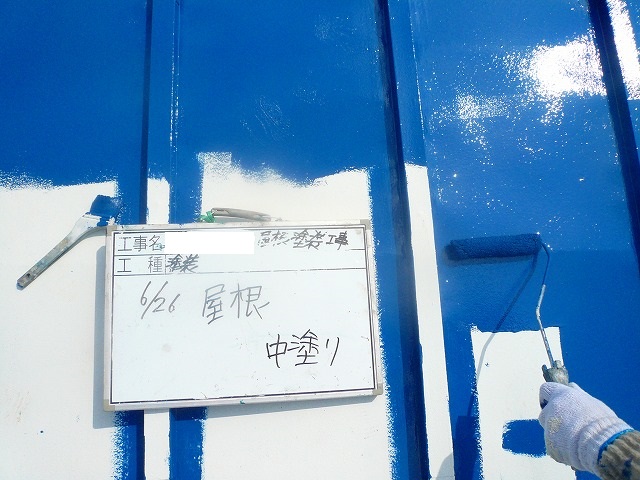 工事名 屋根塗装工事
工種 塗装
6/26 屋根
中塗り